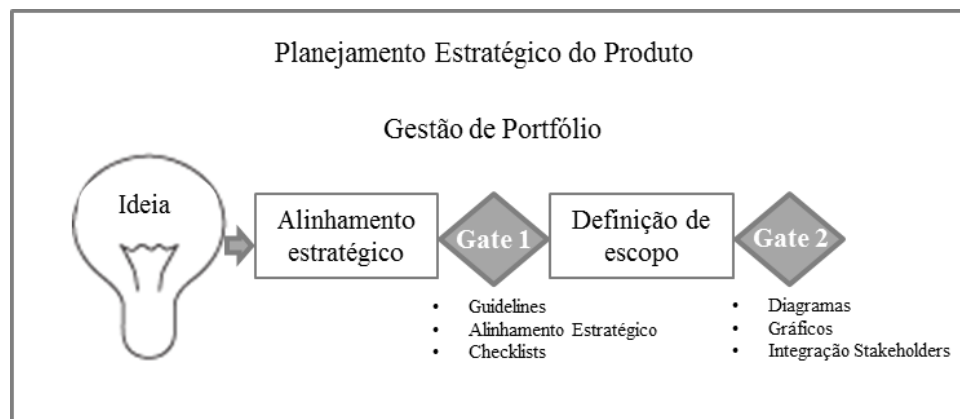 Planejamento Estratégico do Produto
Gestão de Portfólio
Ideia
Alinhamento
estratégico
Gate 1
Definição de
escopo
Gate 2
• Guidelines
• Alinhamento Estratégico
• Checklists
• Diagramas
• Gráficos
• Integração Stakeholders